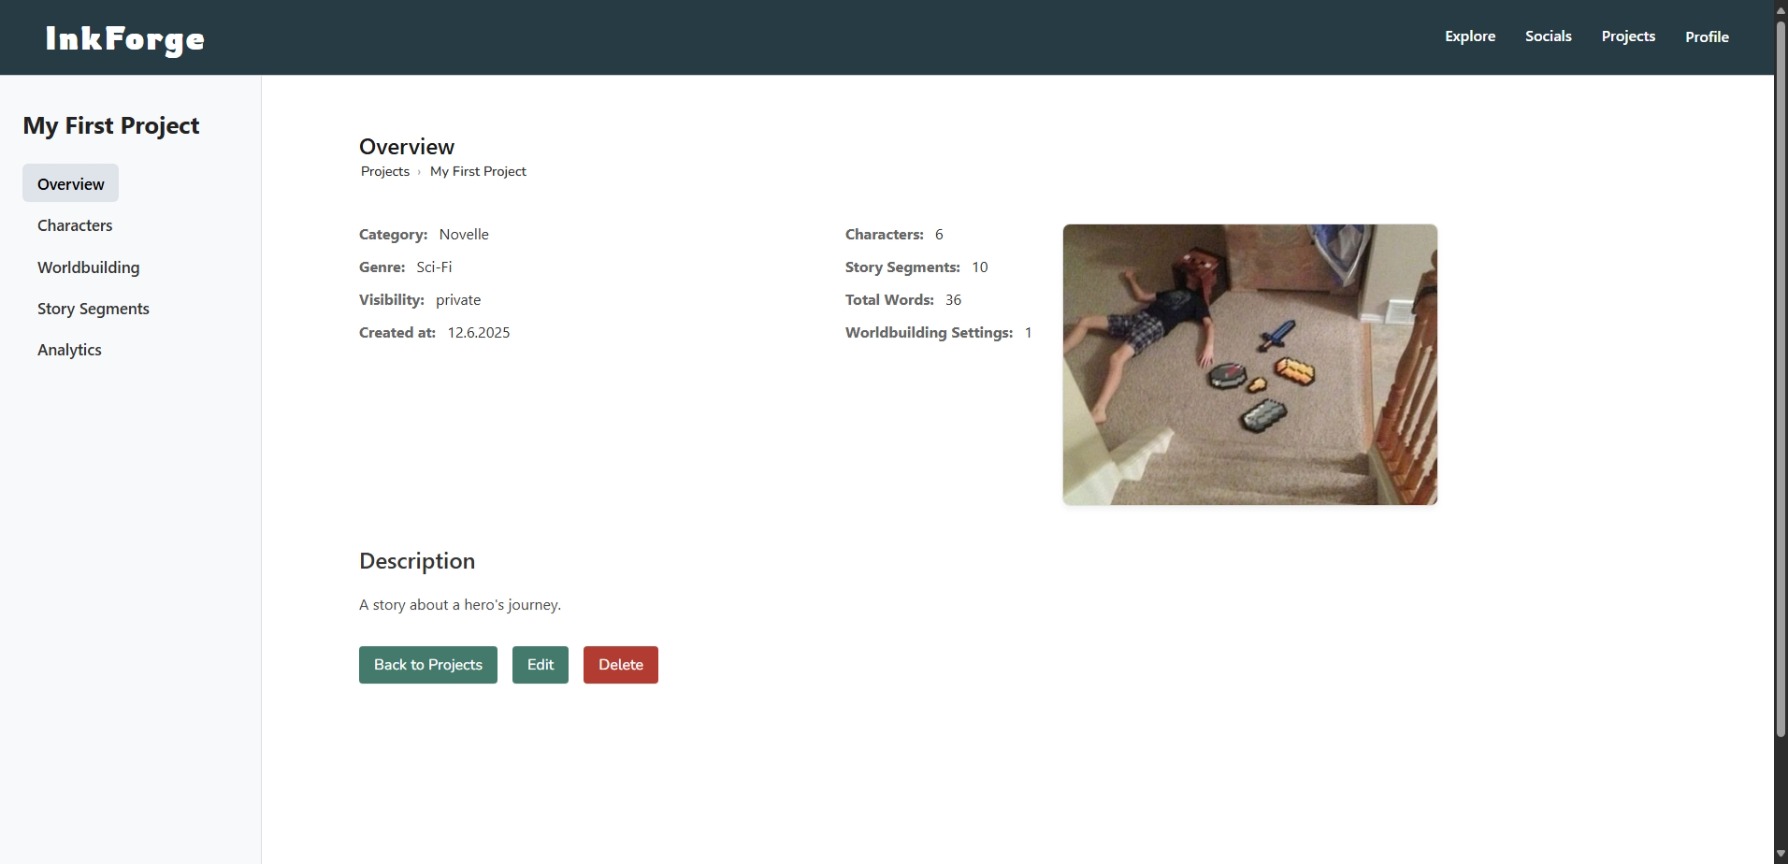 InkForge
Explore Socials Projects Profile
My First Project
Overview
Characters
Worldbuilding
Story Segments
Analytics
Overview
Projects › My First Project
Category: Novelle
Genre: Sci-Fi
Visibility: private
Created at: 12.6.2025
Characters: 6
Story Segments: 10
Total Words: 36
Worldbuilding Settings: 1
Description
A story about a hero's journey.
Back to Projects Edit Delete